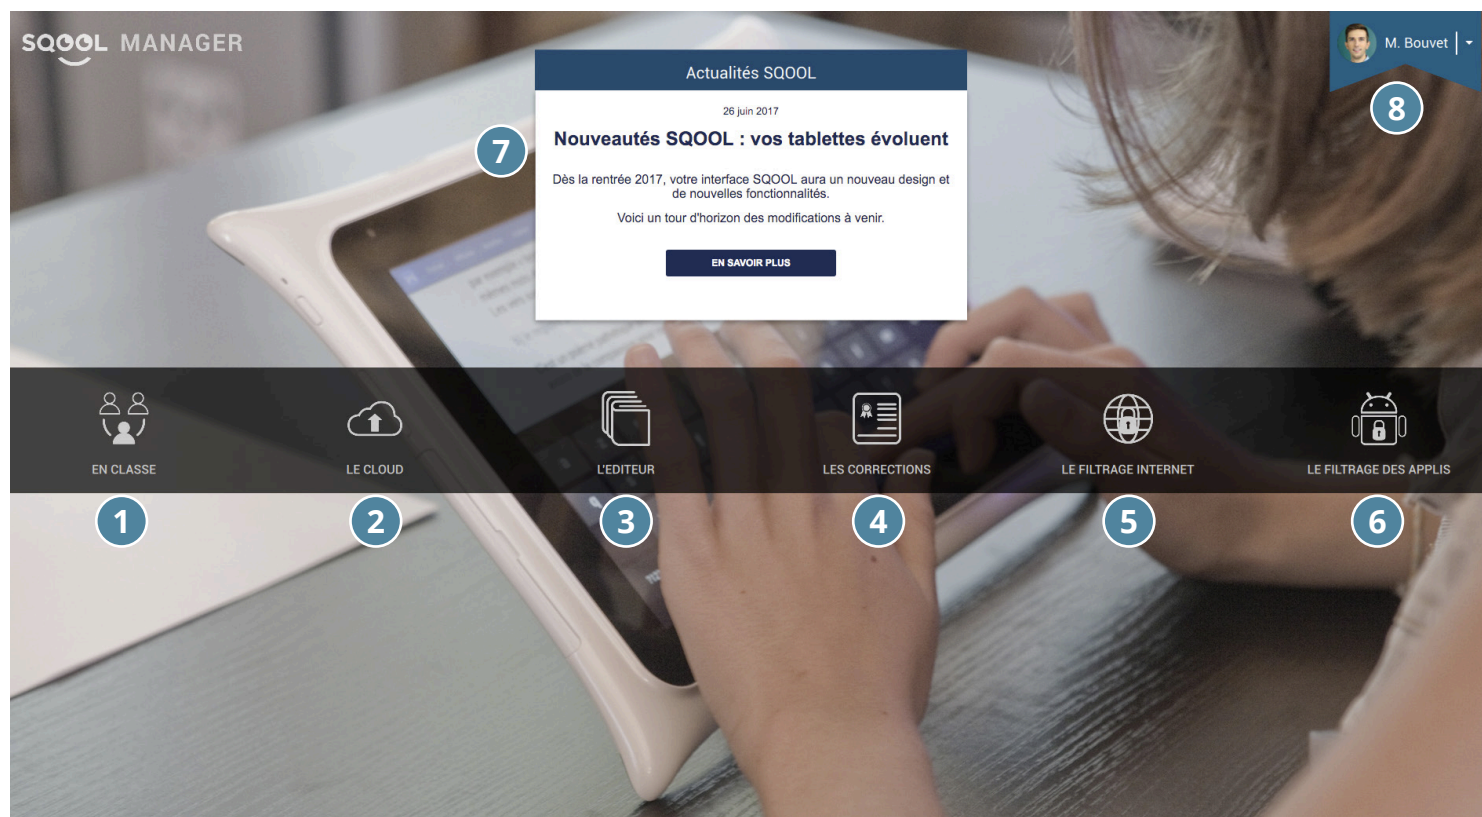 SQOOL MANAGER
M. Bouvet
8
Actualités SQOOL
26 juin 2017
7
Nouveautés SQOOL : vos tablettes évoluent
Dès la rentrée 2017, votre interface SQOOL aura un nouveau design et
de nouvelles fonctionnalités.
Voici un tour d'horizon des modifications à venir.
EN SAVOIR PLUS
EN CLASSE
LE CLOUD
L'EDITEUR
LES CORRECTIONS
LE FILTRAGE INTERNET
LE FILTRAGE DES APPLIS
1
2
3
4
5
6